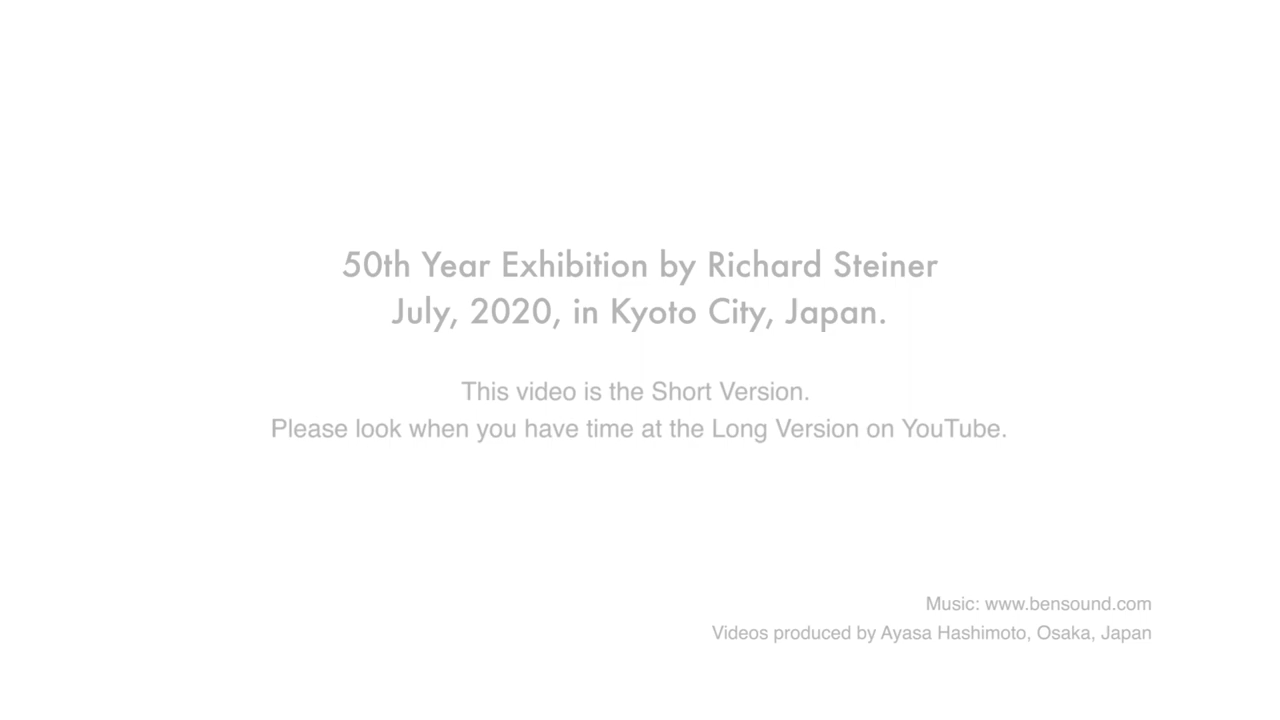 50th Year Exhibition by Richard Steiner
July, 2020, in Kyoto City, Japan.
This video is the Short Version.
Please look when you have time at the Long Version on YouTube.
Music: www.bensound.com
Videos produced by Ayasa Hashimoto, Osaka, Japan